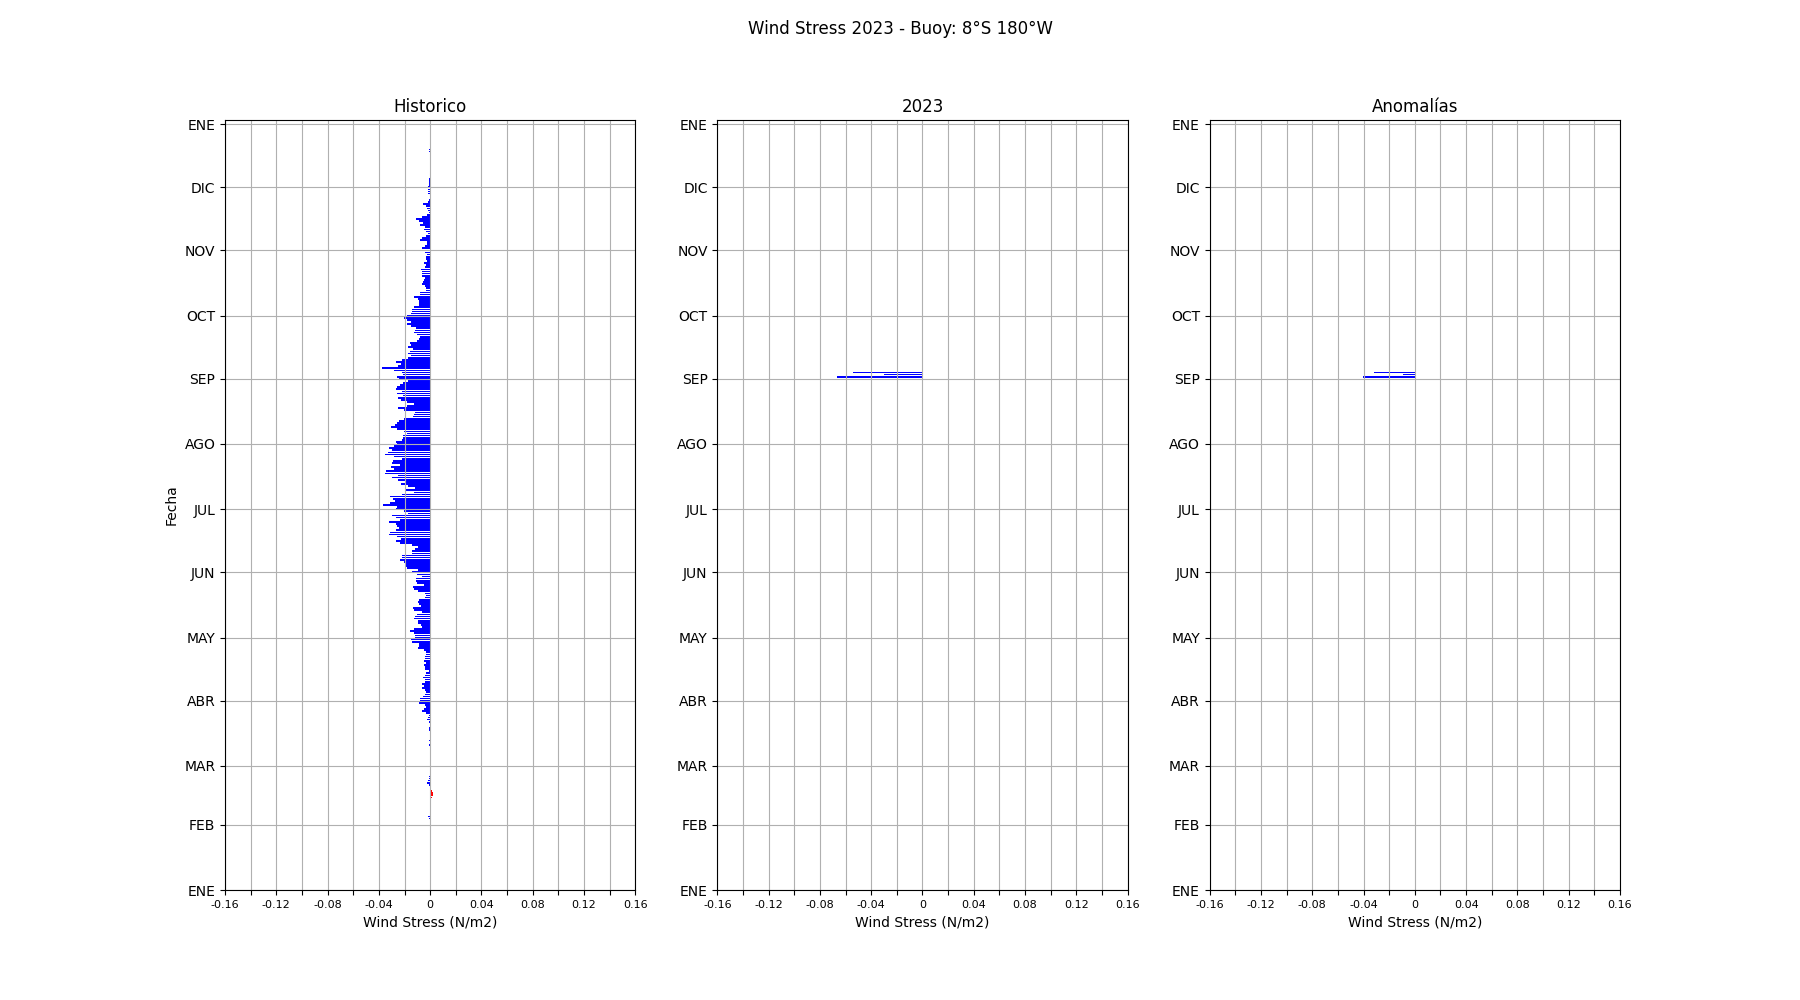 Wind Stress 2023 - Buoy: 8°S 180°W
Historico
ENE
DIC
NOV
OCT
SEP
AGO
JUL
JUN
MAY
ABR
MAR
FEB
ENE
Fecha
-0.16 -0.12 -0.08 -0.04 0 0.04 0.08 0.12 0.16
Wind Stress (N/m2)
2023
ENE
DIC
NOV
OCT
SEP
AGO
JUL
JUN
MAY
ABR
MAR
FEB
ENE
-0.16 -0.12 -0.08 -0.04 0 0.04 0.08 0.12 0.16
Wind Stress (N/m2)
Anomalías
ENE
DIC
NOV
OCT
SEP
AGO
JUL
JUN
MAY
ABR
MAR
FEB
ENE
-0.16 -0.12 -0.08 -0.04 0 0.04 0.08 0.12 0.16
Wind Stress (N/m2)